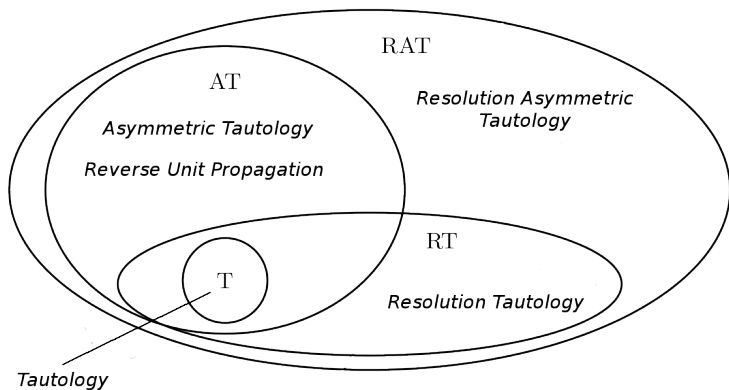 RAT
AT
Resolution Asymmetric
Tautology
Asymmetric Tautology
Reverse Unit Propagation
RT
T
Resolution Tautology
Tautology